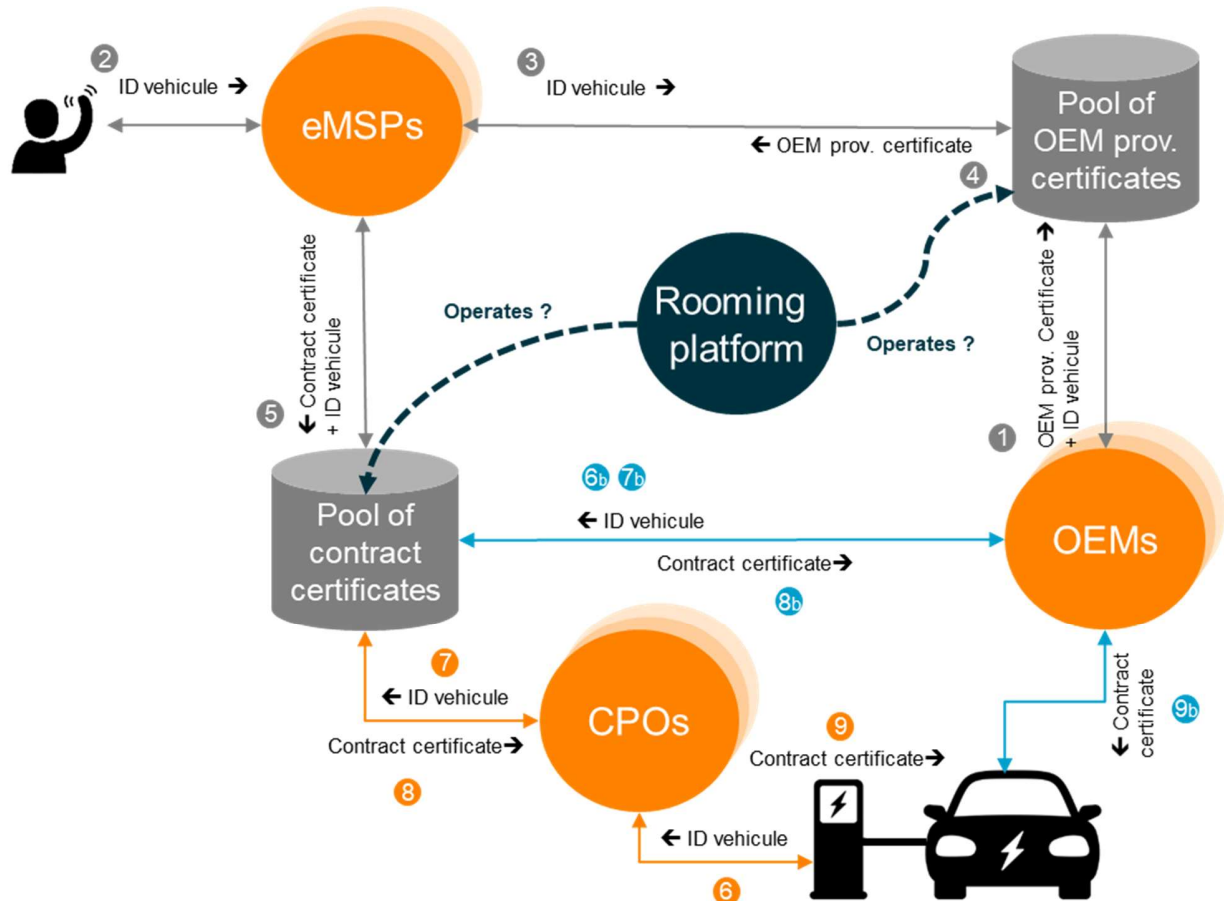 2
ID vehicule →
eMSPs
3
ID vehicule →
← OEM prov. certificate
4
Pool of
OEM prov.
certificates
← Contract certificate
+ ID vehicule
5
Operates ?
Rooming
platform
Operates ?
OEM prov. Certificate →
+ ID vehicule
1
Pool of
contract
certificates
6b 7b
← ID vehicule
Contract certificate →
8b
OEMs
7
← ID vehicule
Contract certificate →
8
CPOs
9
Contract certificate →
← Contract
certificate
9b
← ID vehicule
6